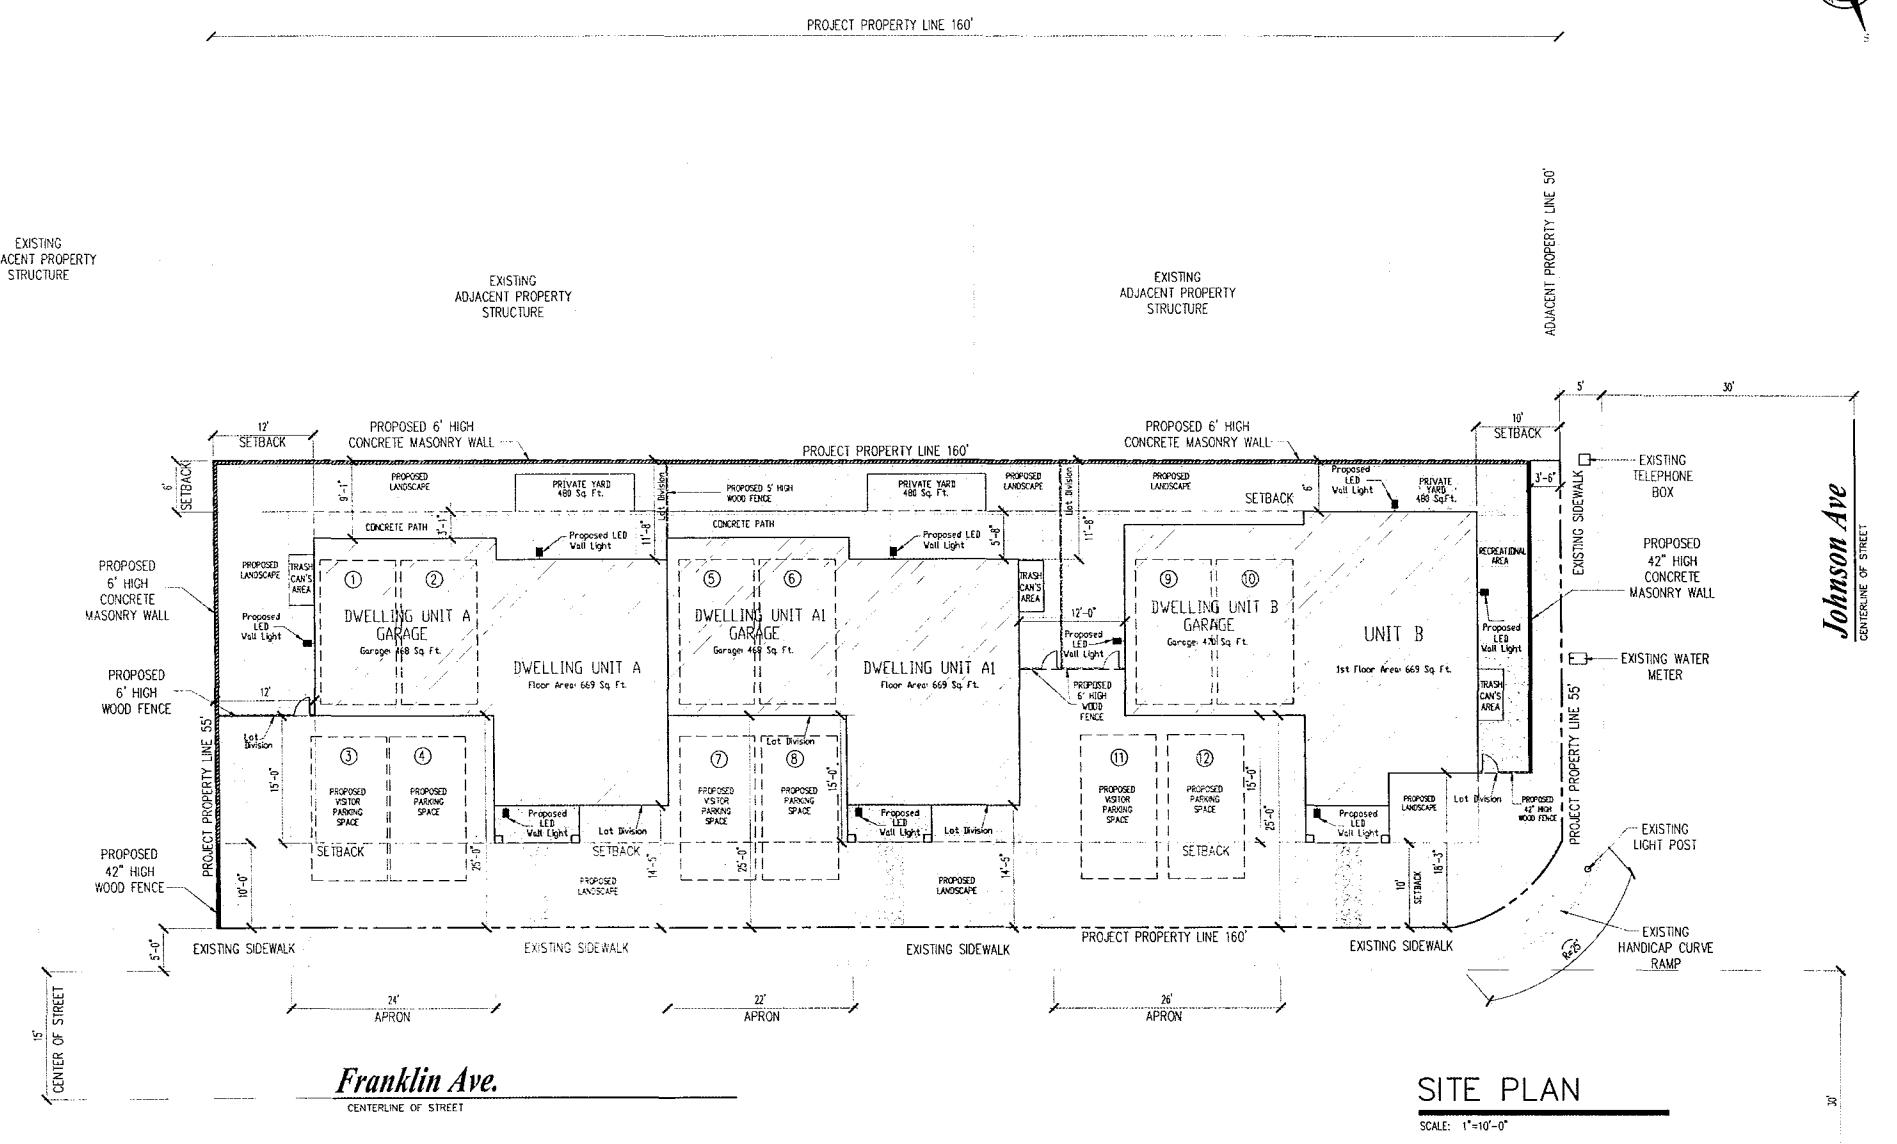 PROJECT PROPERTY LINE 160'
S
ADJACENT PROPERTY LINE 50'
EXISTING
ACENT PROPERTY
STRUCTURE
EXISTING
ADJACENT PROPERTY
STRUCTURE
EXISTING
ADJACENT PROPERTY
STRUCTURE
5'
30'
12'
SETBACK
PROPOSED 6' HIGH
CONCRETE MASONRY WALL
PROJECT PROPERTY LINE 160'
PROPOSED 6' HIGH
CONCRETE MASONRY WALL
10'
SETBACK
6'
SETBACK
9'-1"
PROPOSED
LANDSCAPE
PRIVATE YARD
480 Sq. Ft.
Lot Division
PROPOSED 5' HIGH
WOOD FENCE
PRIVATE YARD
480 Sq. Ft.
PROPOSED
LANDSCAPE
Lot Division
PROPOSED
LANDSCAPE
SETBACK
6'
Proposed
LED
Wall Light
PRIVATE
YARD
480 Sq.Ft.
3'-6"
EXISTING
TELEPHONE
BOX
EXISTING SIDEWALK
CONCRETE PATH
3'-1"
Proposed LED
Wall Light
11'-8"
CONCRETE PATH
Proposed LED
Wall Light
5'-8"
11'-8"
PROPOSED
6' HIGH
CONCRETE
MASONRY WALL
PROPOSED
LANDSCAPE
TRASH
CAN'S
AREA
1
2
5
6
TRASH
CAN'S
AREA
9
10
RECREATIONAL
AREA
PROPOSED
42" HIGH
CONCRETE
MASONRY WALL
Johnson Ave
CENTERLINE OF STREET
Proposed
LED
Wall Light
DWELLING UNIT A
GARAGE
Garage: 468 Sq. Ft.
DWELLING UNIT A1
GARAGE
Garage: 468 Sq. Ft.
12'-0"
Proposed
LED
Wall Light
DWELLING UNIT B
GARAGE
Garage: 470 Sq. Ft.
UNIT B
1st Floor Area: 669 Sq. Ft.
Proposed
LED
Wall Light
DWELLING UNIT A
Floor Area: 669 Sq. Ft.
DWELLING UNIT A1
Floor Area: 669 Sq. Ft.
EXISTING WATER
METER
PROPOSED
6' HIGH
WOOD FENCE
12'
PROPOSED
6' HIGH
WOOD
FENCE
TRASH
CAN'S
AREA
PROJECT PROPERTY LINE 55'
Lot
Division
15'-0"
3
4
7
Lot Division
8
15'-0"
11
12
15'-0"
25'-0"
PROJECT PROPERTY LINE 55'
PROPOSED
VISITOR
PARKING
SPACE
PROPOSED
PARKING
SPACE
PROPOSED
VISITOR
PARKING
SPACE
PROPOSED
PARKING
SPACE
PROPOSED
VISITOR
PARKING
SPACE
PROPOSED
PARKING
SPACE
PROPOSED
LANDSCAPE
Lot Division
PROPOSED
42" HIGH
WOOD FENCE
Proposed
LED
Wall Light
Lot Division
Proposed
LED
Wall Light
Lot Division
Proposed
LED
Wall Light
EXISTING
LIGHT POST
SETBACK
25'-0"
SETBACK
14'-5"
25'-0"
14'-5"
SETBACK
10'
SETBACK
18'-3"
PROPOSED
42" HIGH
WOOD FENCE
10'-0"
PROPOSED
LANDSCAPE
PROPOSED
LANDSCAPE
5'-0"
EXISTING SIDEWALK
EXISTING SIDEWALK
EXISTING SIDEWALK
PROJECT PROPERTY LINE 160'
EXISTING SIDEWALK
EXISTING
HANDICAP CURVE
RAMP
15'
CENTER OF STREET
24'
APRON
22'
APRON
26'
APRON
Franklin Ave.
CENTERLINE OF STREET
SITE PLAN
SCALE: 1"=10'-0"
30'